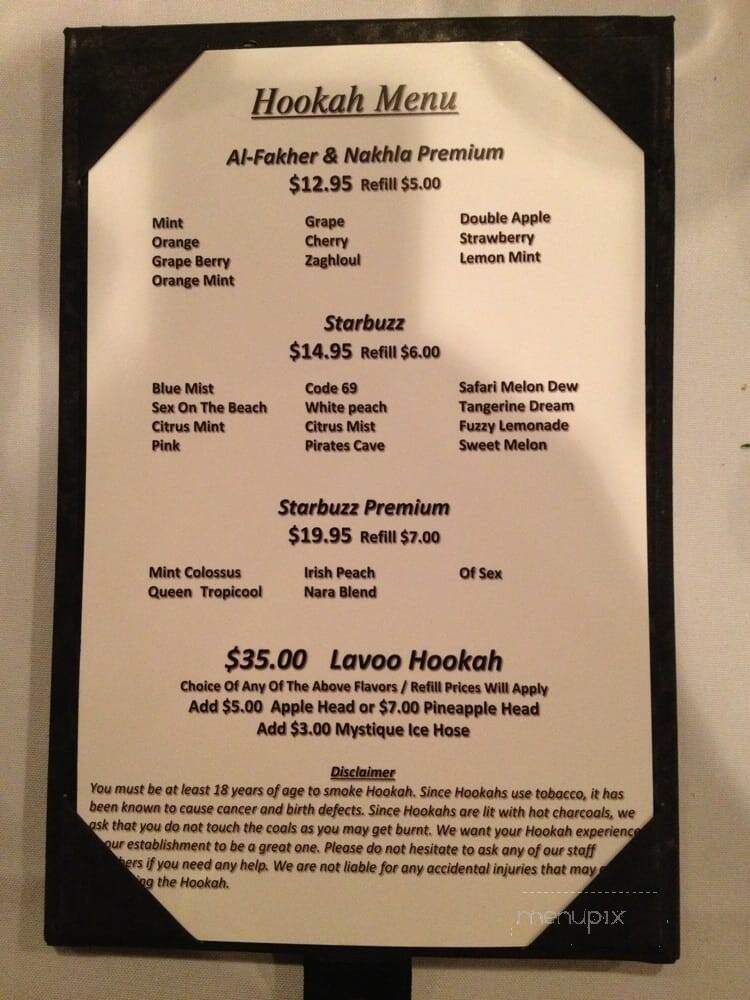 Hookah Menu
Al-Fakher & Nakhla Premium
$12.95 Refill $5.00
Mint Grape Double Apple
Orange Cherry Strawberry
Grape Berry Zaghloul Lemon Mint
Orange Mint
Starbuzz
$14.95 Refill $6.00
Blue Mist Code 69 Safari Melon Dew
Sex On The Beach White peach Tangerine Dream
Citrus Mint Citrus Mist Fuzzy Lemonade
Pink Pirates Cave Sweet Melon
Starbuzz Premium
$19.95 Refill $7.00
Mint Colossus Irish Peach Of Sex
Queen Tropicool Nara Blend
$35.00 Lavoo Hookah
Choice Of Any Of The Above Flavors / Refill Prices Will Apply
Add $5.00 Apple Head or $7.00 Pineapple Head
Add $3.00 Mystique Ice Hose
Disclaimer
You must be at least 18 years of age to smoke Hookah. Since Hookahs use tobacco, it has
been known to cause cancer and birth defects. Since Hookahs are lit with hot charcoals, we
ask that you do not touch the coals as you may get burnt. We want your Hookah experience
our establishment to be a great one. Please do not hesitate to ask any of our staff
if you need any help. We are not liable for any accidental injuries that may
the Hookah.
menupix